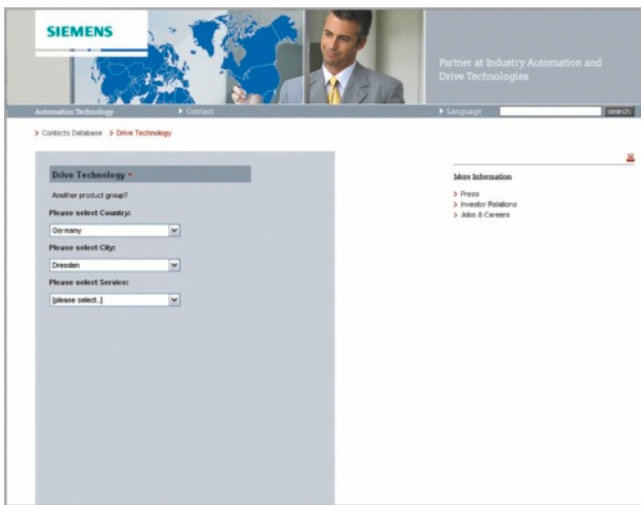 SIEMENS
Partner at Industry Automation and
Drive Technologies
Automation Technology
Contact
Language
search
Contacts Database
Drive Technology
Drive Technology
Another product group?
Please select Country:
Germany
Please select City:
Dresden
Please select Service:
[please select..]
More Information
Press
Investor Relations
Jobs & Careers